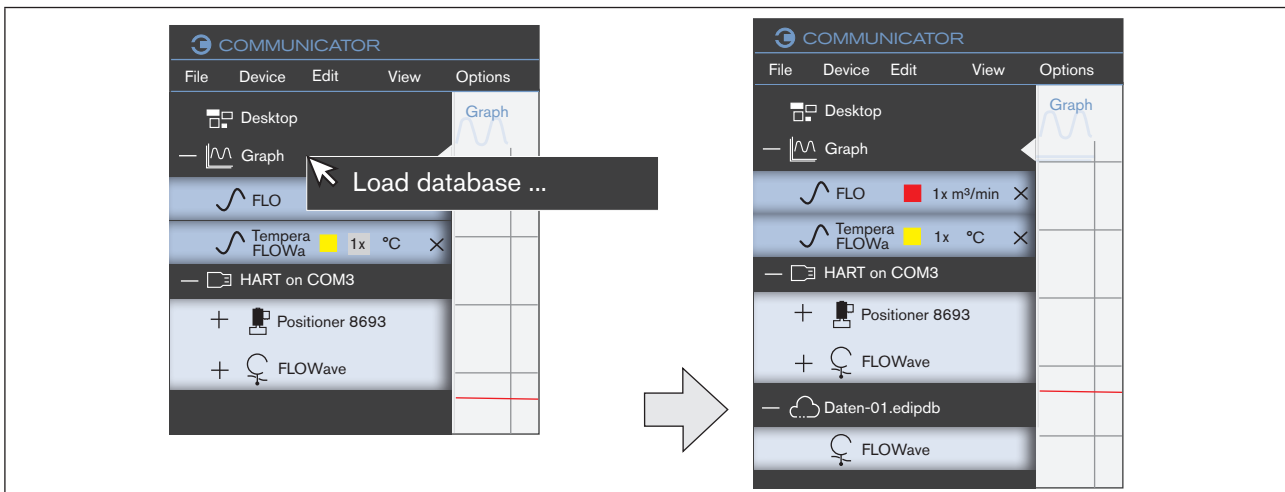 COMMUNICATOR
File Device Edit View Options
Desktop
Graph
Graph
Load database ...
FLO
Tempera
FLOWa
1x °C
HART on COM3
Positioner 8693
FLOWave
COMMUNICATOR
File Device Edit View Options
Desktop
Graph
Graph
FLO 1x m³/min
Tempera
FLOWa
1x °C
HART on COM3
Positioner 8693
FLOWave
Daten-01.edipdb
FLOWave